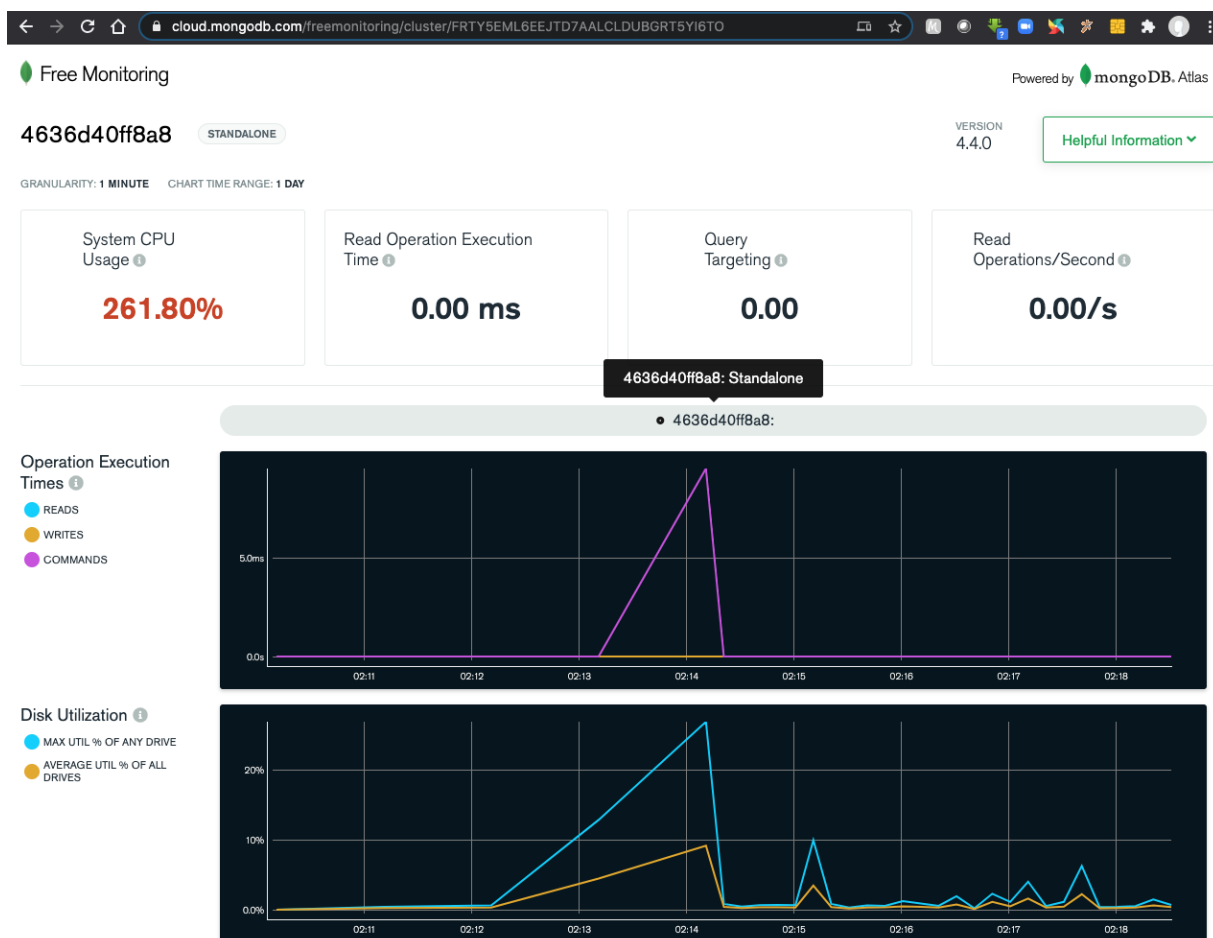 cloud.mongodb.com/freemonitoring/cluster/FRTY5EML6EEJTD7AALCLDUBGRT5YI6TO
Free Monitoring
Powered by mongoDB. Atlas
4636d40ff8a8 STANDALONE
VERSION
4.4.0
Helpful Information
GRANULARITY: 1 MINUTE CHART TIME RANGE: 1 DAY
System CPU
Usage
261.80%
Read Operation Execution
Time
0.00 ms
Query
Targeting
0.00
Read
Operations/Second
0.00/s
4636d40ff8a8: Standalone
4636d40ff8a8:
Operation Execution
Times
READS
WRITES
COMMANDS
5.0ms
0.0s
02:11 02:12 02:13 02:14 02:15 02:16 02:17 02:18
Disk Utilization
MAX UTIL % OF ANY DRIVE
AVERAGE UTIL % OF ALL
DRIVES
20%
10%
0.0%
02:11 02:12 02:13 02:14 02:15 02:16 02:17 02:18